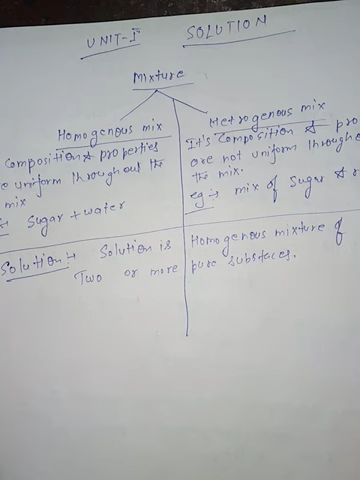 UNIT-I SOLUTION
Mixture
Homogenous mix
Composition & properties
e uniform throughout the
mix
Sugar + water
Hetrogenous mix
It's Composition & pro
are not uniform througho
the mix.
eg :→ mix of Sugar &
Solution :→ Solution is Homogenous mixture of
Two or more pure substaces.